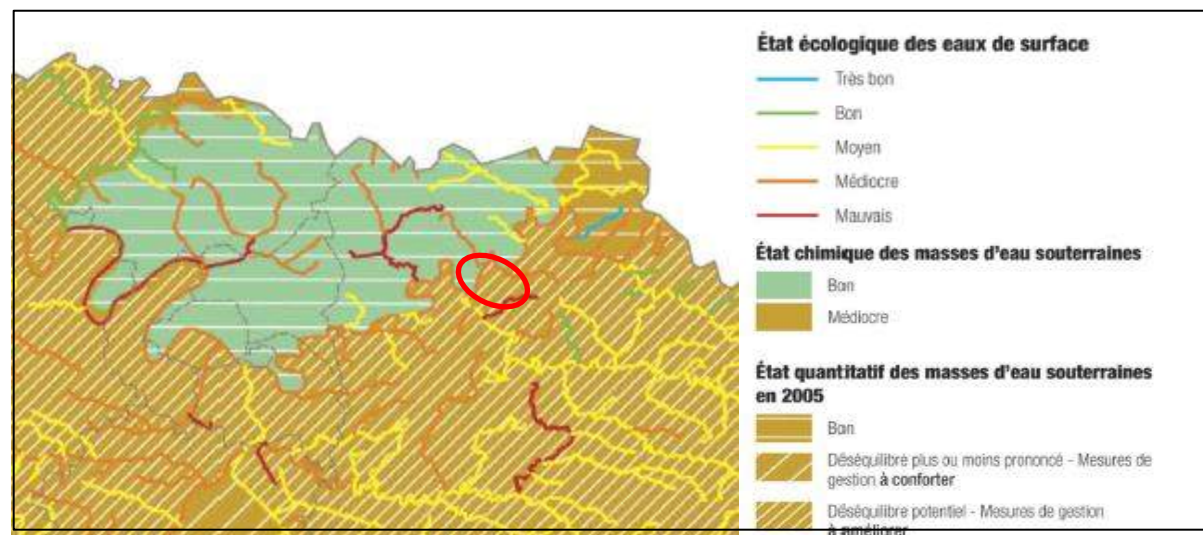 État écologique des eaux de surface
Très bon
Bon
Moyen
Médiocre
Mauvais
État chimique des masses d'eau souterraines
Bon
Médiocre
État quantitatif des masses d'eau souterraines
en 2005
Bon
Déséquilibre plus ou moins prononcé - Mesures de
gestion à conforter
Déséquilibre potentiel - Mesures de gestion
à améliorer